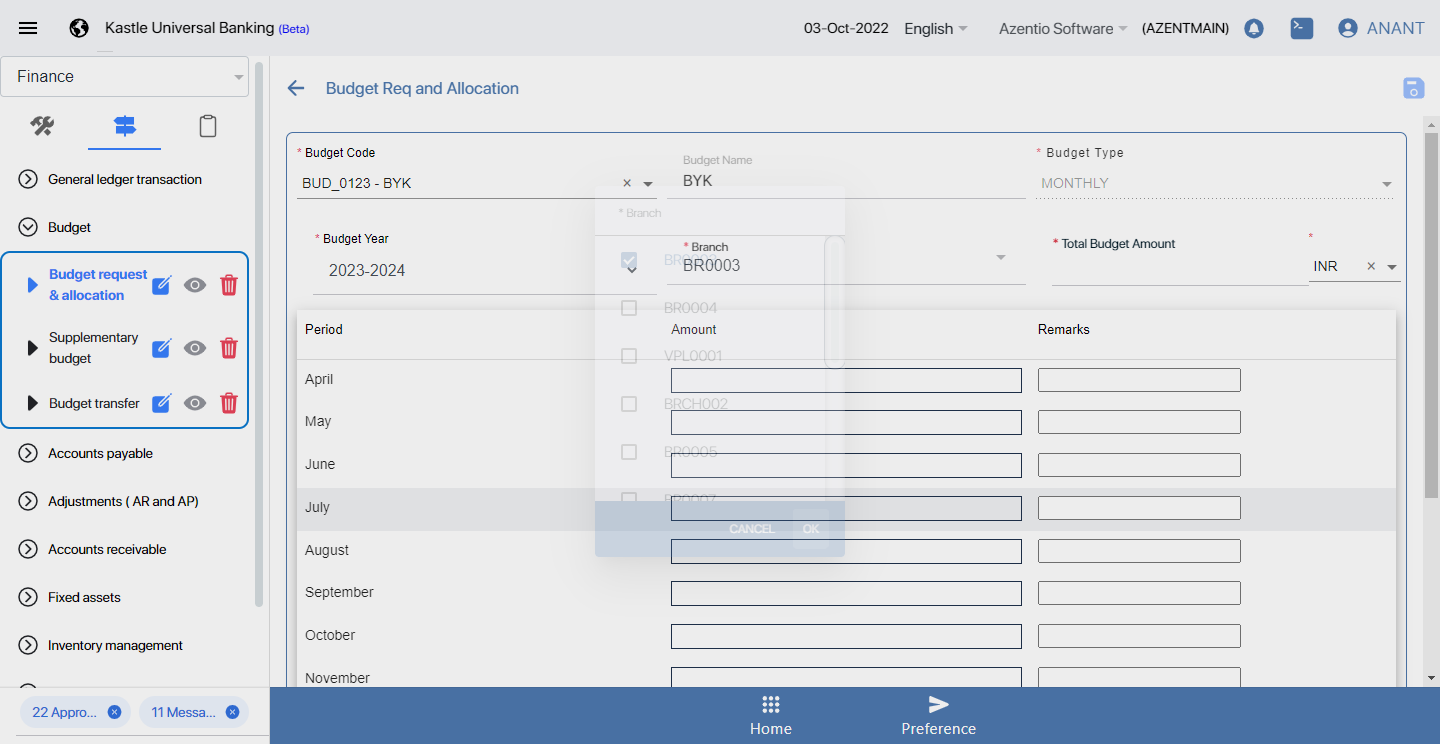 Kastle Universal Banking (Beta)
03-Oct-2022
English
Azentio Software
(AZENTMAIN)
ANANT
Finance
Budget Req and Allocation
General ledger transaction
Budget
Budget request
& allocation
Supplementary
budget
Budget transfer
Accounts payable
Adjustments ( AR and AP)
Accounts receivable
Fixed assets
Inventory management
22 Appro...
11 Messa...
* Budget Code
BUD_0123 - BYK
Budget Name
BYK
* Budget Type
MONTHLY
* Budget Year
2023-2024
* Branch
BR0003
* Total Budget Amount
*
INR
* Branch
BR0003
BR0004
VPL0001
BRCH002
BR0005
BR0007
CANCEL
OK
Period
Amount
Remarks
April
May
June
July
August
September
October
November
Home
Preference